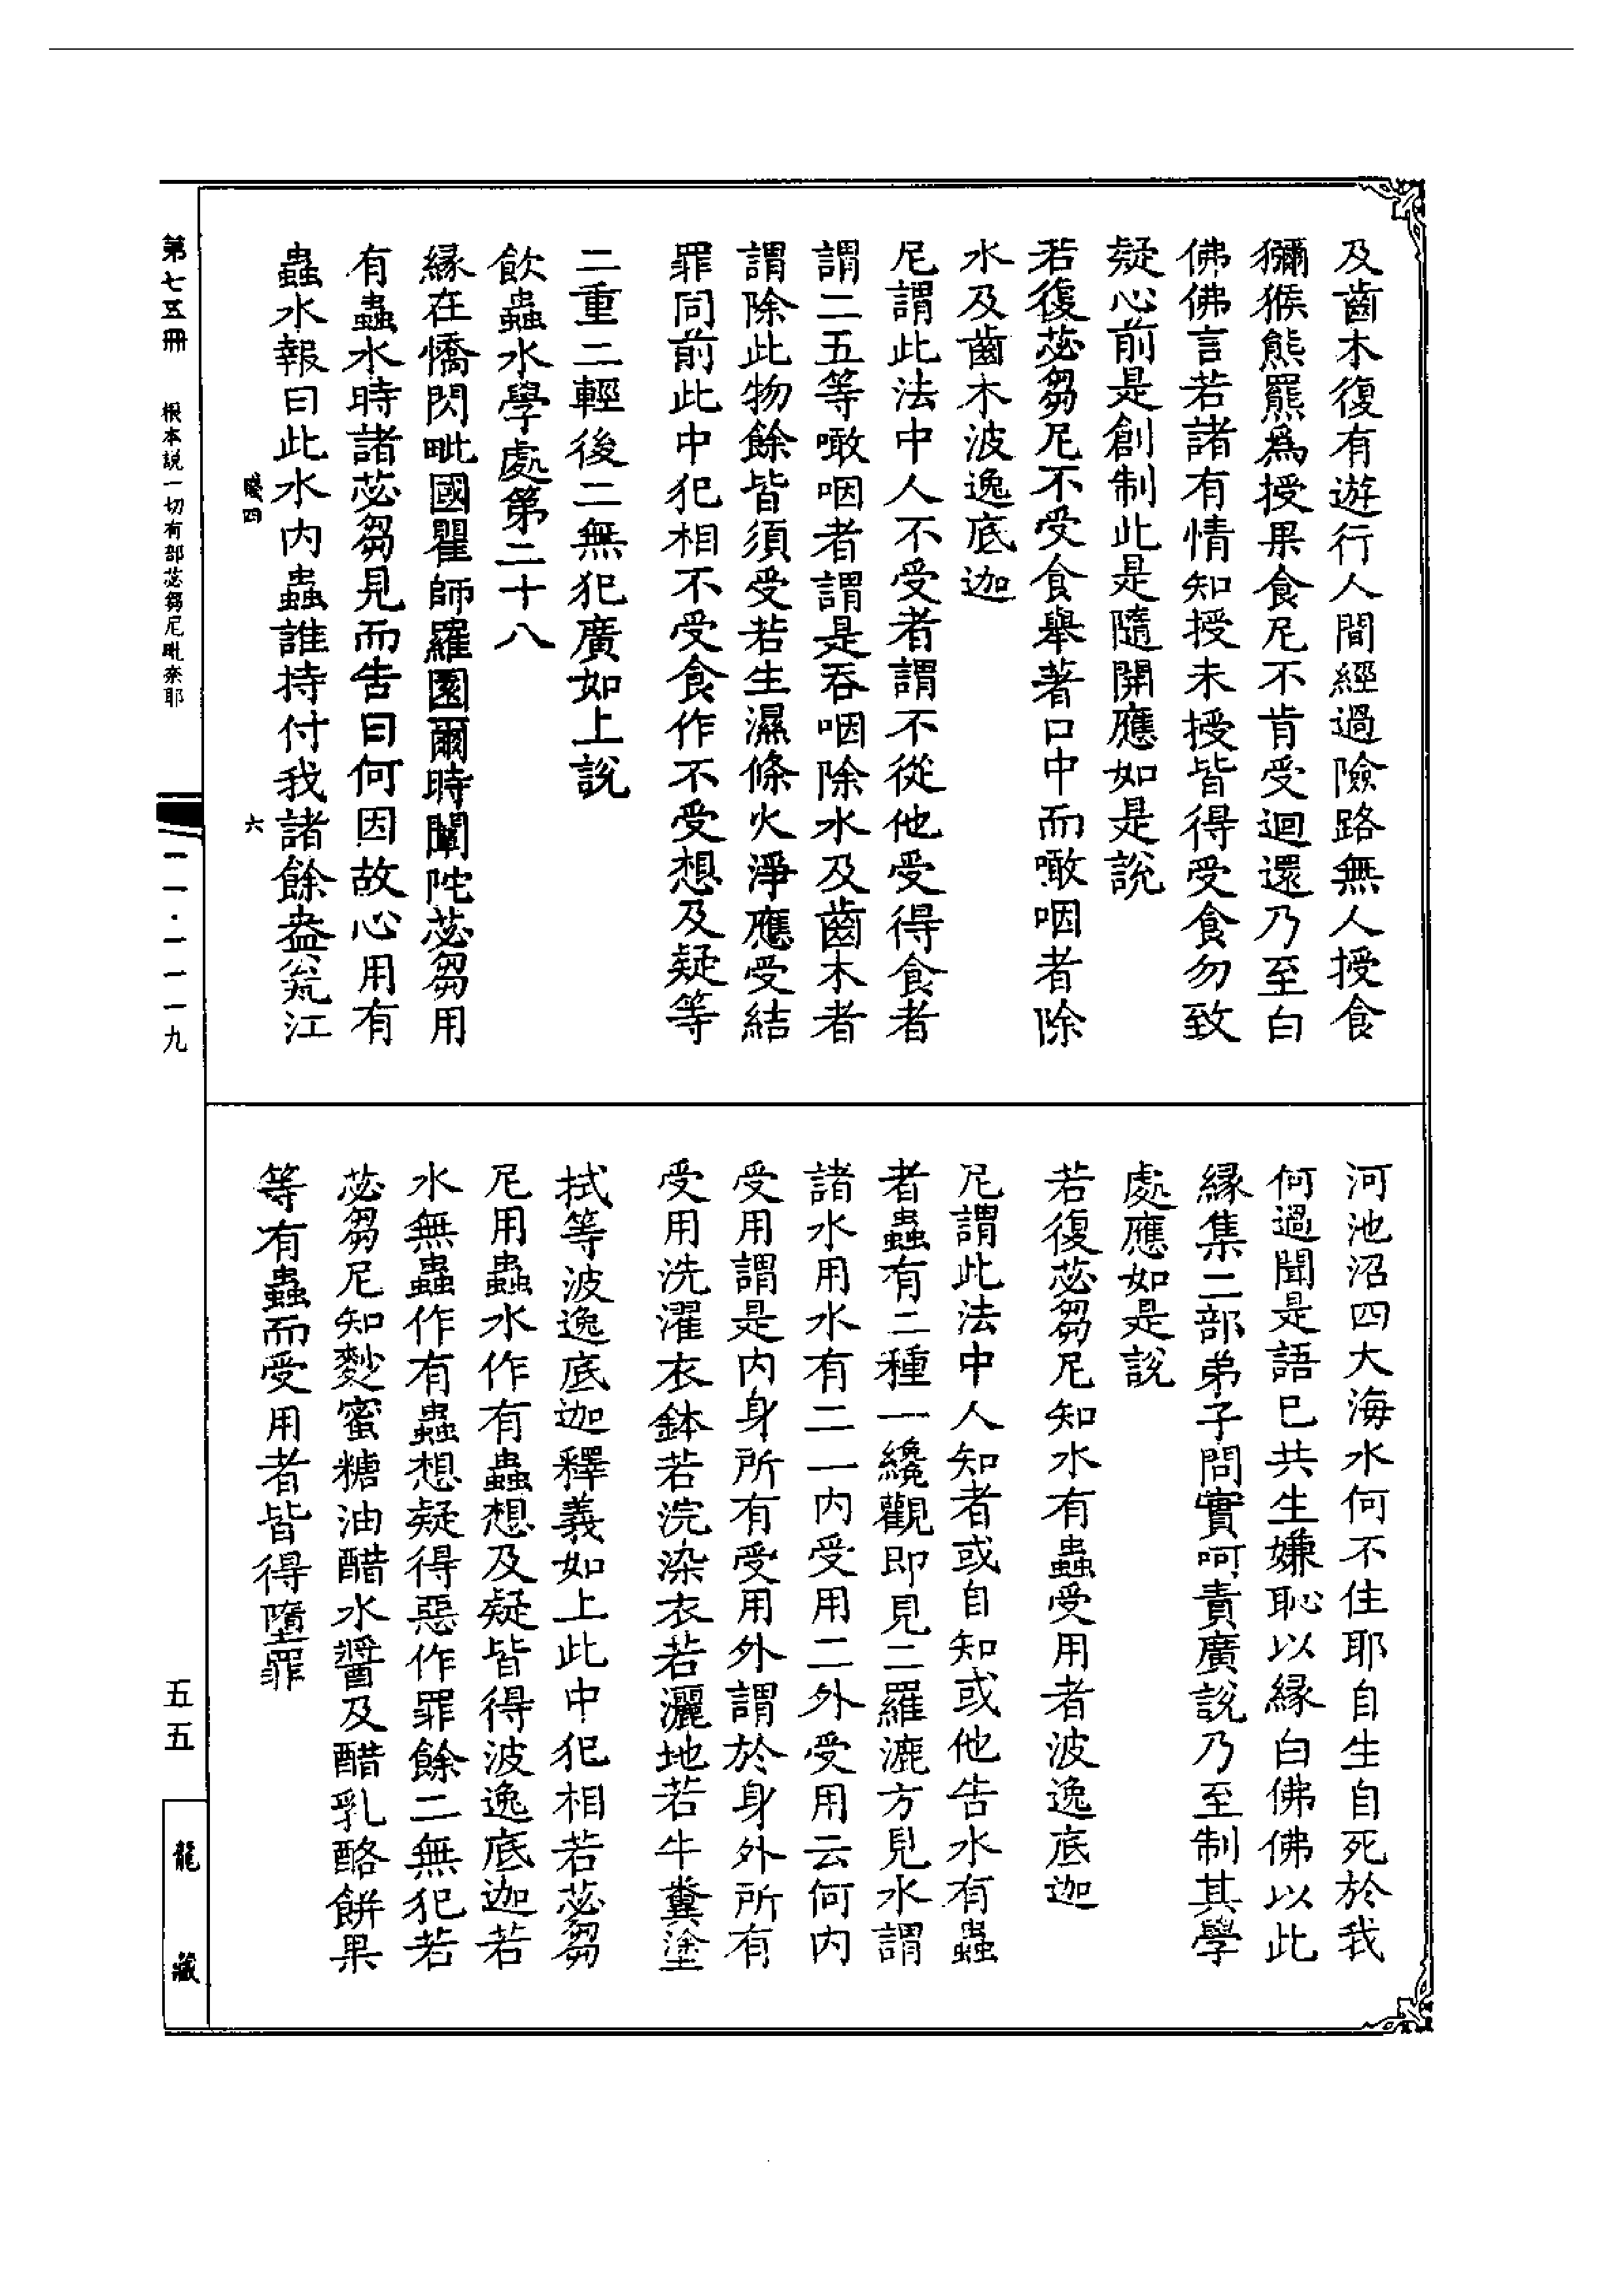 及齒木復有遊行人間經過險路無人授食
獼猴熊羆爲授果食尼不肯受迴還乃至白
佛佛言若諸有情知授未授皆得受食勿致
疑心前是創制此是隨開應如是說
若復苾芻尼不受食舉著口中而噉咽者除
水及齒木波逸底迦
尼謂此法中人不受者謂不從他受得食者
謂二五等噉咽者謂是吞咽除水及齒木者
謂除此物餘皆須受若生濕條火淨應受結
罪同前此中犯相不受食作不受想及疑等
二重二輕後二無犯廣如上說
飲蟲水學處第二十八
緣在憍閃毗國瞿師羅園爾時闡陀苾芻用
有蟲水時諸苾芻見而告曰何因故心用有
蟲水報曰此水内蟲誰持付我諸餘盎瓮江
河池沼四大海水何不住耶自生自死於我
何過聞是語已共生嫌恥以緣白佛佛以此
緣集二部弟子問實呵責廣說乃至制其學
處應如是說
若復苾芻尼知水有蟲受用者波逸底迦
尼謂此法中人知者或自知或他告水有蟲
者蟲有二種一纔觀即見二羅漉方見水謂
諸水用水有二一内受用二外受用云何内
受用謂是内身所有受用外謂於身外所有
受用洗濯衣鉢若浣染衣若灑地若牛糞塗
拭等波逸底迦釋義如上此中犯相若苾芻
尼用蟲水作有蟲想及疑皆得波逸底迦若
水無蟲作有蟲想疑得惡作罪餘二無犯若
苾芻尼知麨蜜糖油醋水醬及醋乳酪餅果
等有蟲而受用者皆得墮罪
賤四
六
第七五冊
根本説一切有部苾芻尼毗奈耶
一一·一一一九
五五
龍藏